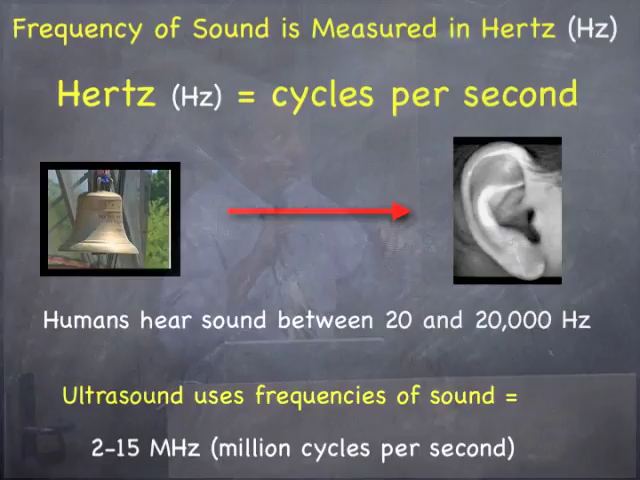 Frequency of Sound is Measured in Hertz (Hz)
Hertz (Hz) = cycles per second
Humans hear sound between 20 and 20,000 Hz
Ultrasound uses frequencies of sound =
2-15 MHz (million cycles per second)